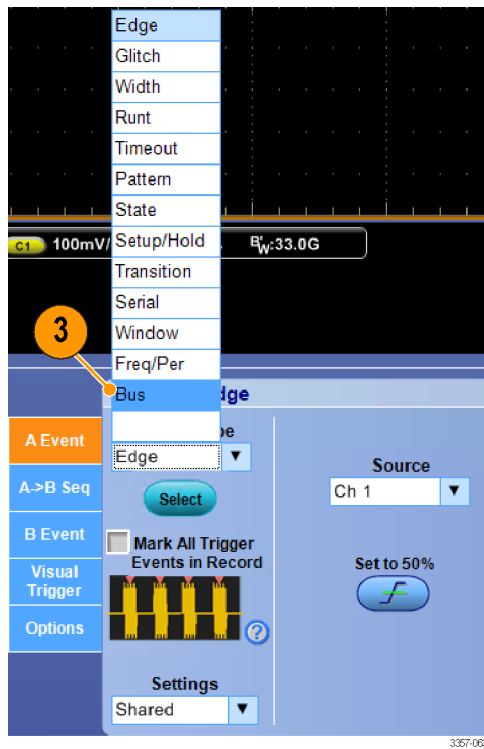 Edge
Glitch
Width
Runt
Timeout
Pattern
State
C1 100mV/
Setup/Hold
BW:33.0G
Transition
Serial
Window
3
Freq/Per
Bus
dge
A Event
pe
Edge
Source
A->B Seq
Ch 1
Select
B Event
Mark All Trigger
Events in Record
Visual
Trigger
Set to 50%
Options
?
Settings
Shared